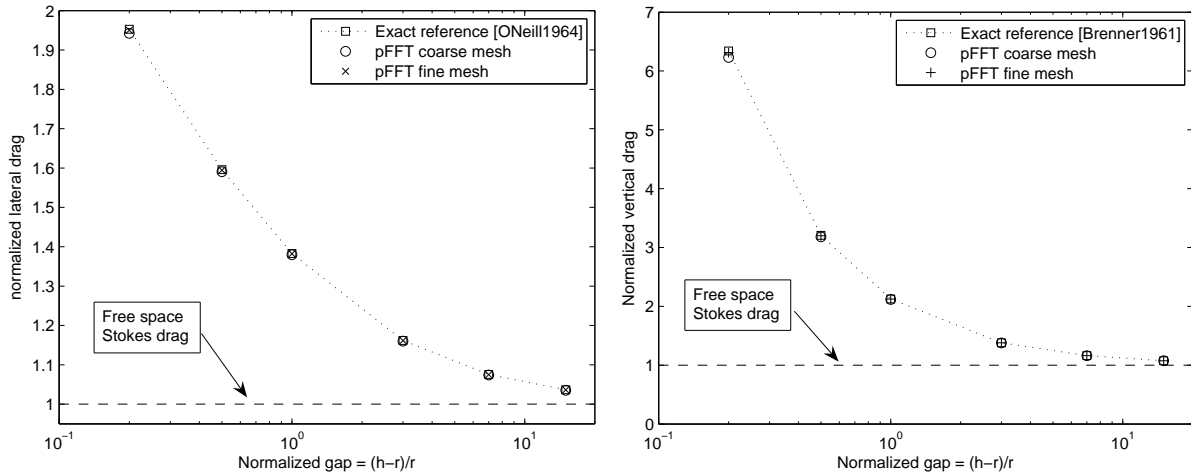 2
1.9
1.8
1.7
1.6
1.5
1.4
1.3
1.2
1.1
1
normalized lateral drag
Exact reference [ONeill1964]
pFFT coarse mesh
pFFT fine mesh
Free space
Stokes drag
10^-1
10^0
10^1
Normalized gap = (h−r)/r
7
6
5
4
3
2
1
0
Normalized vertical drag
Exact reference [Brenner1961]
pFFT coarse mesh
pFFT fine mesh
Free space
Stokes drag
10^-1
10^0
10^1
Normalized gap = (h−r)/r